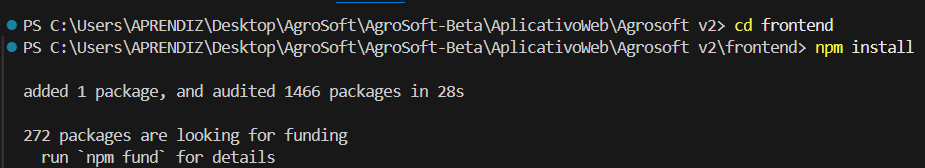 PS C:\Users\APRENDIZ\Desktop\AgroSoft\AgroSoft-Beta\AplicativoWeb\Agrosoft v2> cd frontend
PS C:\Users\APRENDIZ\Desktop\AgroSoft\AgroSoft-Beta\AplicativoWeb\Agrosoft v2\frontend> npm install
added 1 package, and audited 1466 packages in 28s
272 packages are looking for funding
run `npm fund` for details